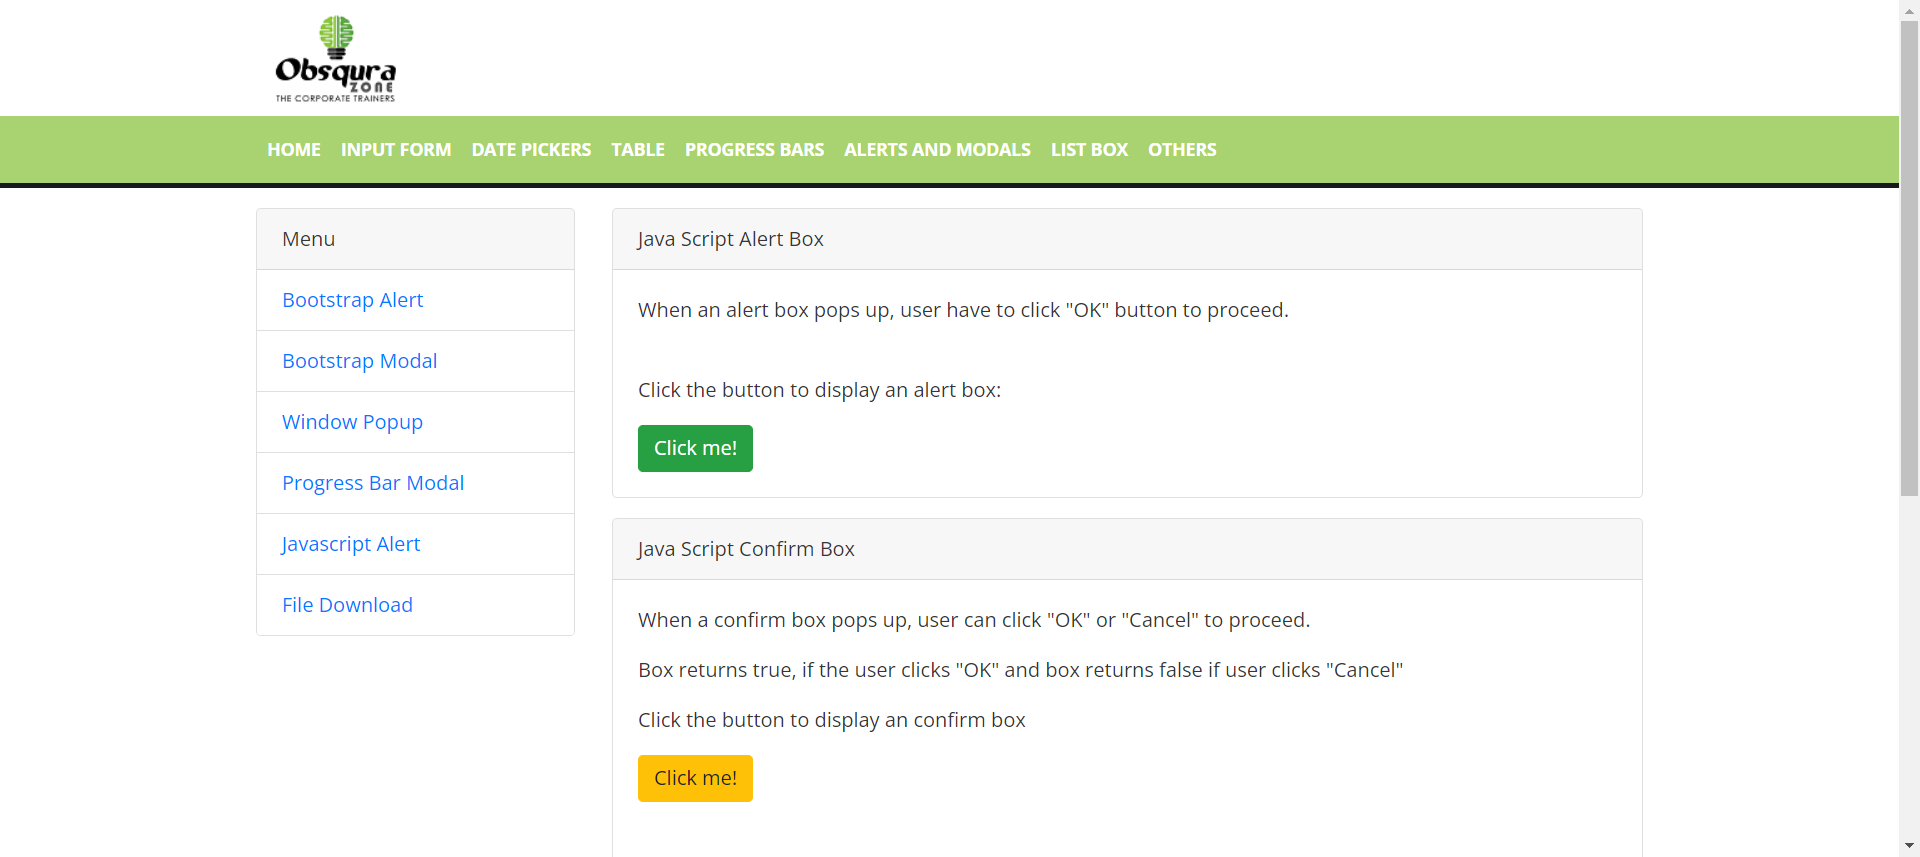 Obsqura
ZONE
THE CORPORATE TRAINERS
HOME INPUT FORM DATE PICKERS TABLE PROGRESS BARS ALERTS AND MODALS LIST BOX OTHERS
Menu
Bootstrap Alert
Bootstrap Modal
Window Popup
Progress Bar Modal
Javascript Alert
File Download
Java Script Alert Box
When an alert box pops up, user have to click "OK" button to proceed.
Click the button to display an alert box:
Click me!
Java Script Confirm Box
When a confirm box pops up, user can click "OK" or "Cancel" to proceed.
Box returns true, if the user clicks "OK" and box returns false if user clicks "Cancel"
Click the button to display an confirm box
Click me!